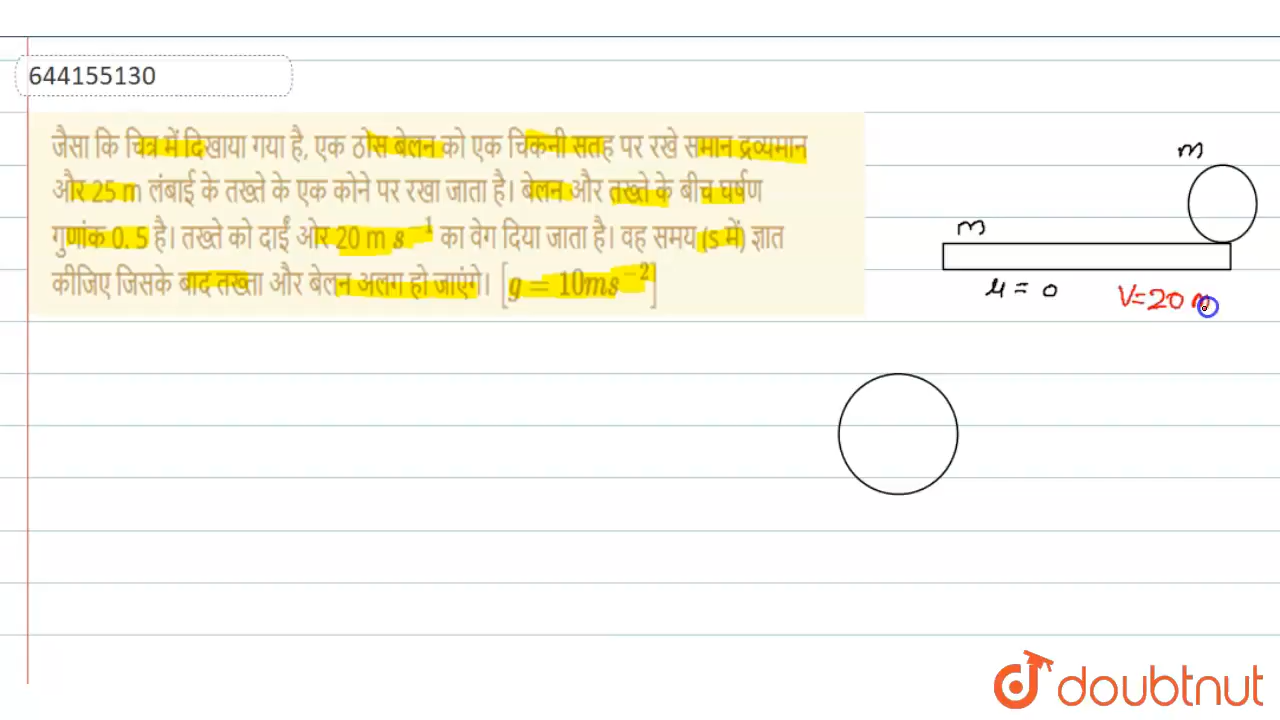 644155130
जैसा कि चित्र में दिखाया गया है, एक ठोस बेलन को एक चिकनी सतह पर रखे समान द्रव्यमान
और 25 m लंबाई के तख्ते के एक कोने पर रखा जाता है। बेलन और तख्ते के बीच घर्षण
गुणांक 0. 5 है। तख्ते को दाईं ओर 20 m s⁻¹ का वेग दिया जाता है। वह समय (s में) ज्ञात
कीजिए जिसके बाद तख्ता और बेलन अलग हो जाएंगे। [g = 10ms⁻²]
m
m
μ = 0
V=20 m
doubtnut